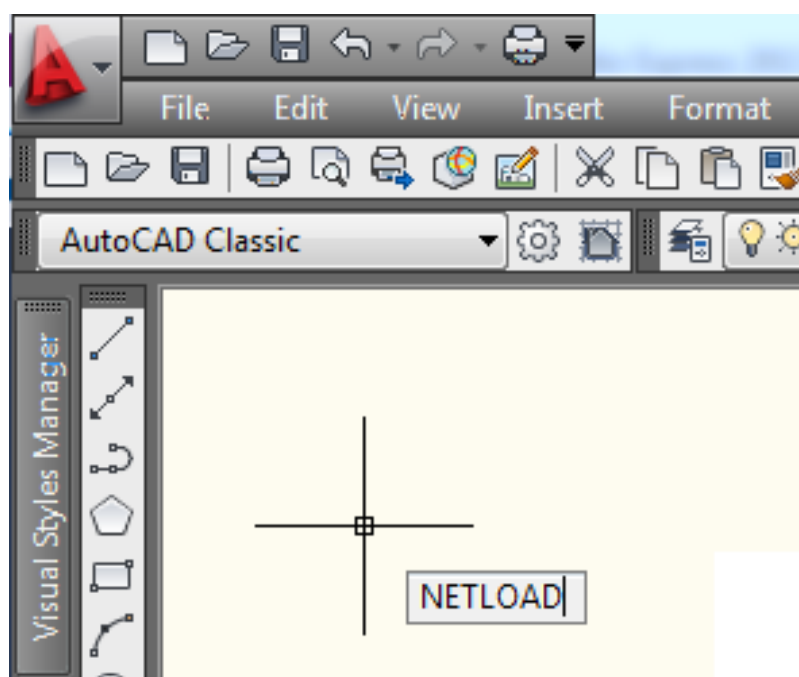 File Edit View Insert Format
AutoCAD Classic
Visual Styles Manager
NETLOAD